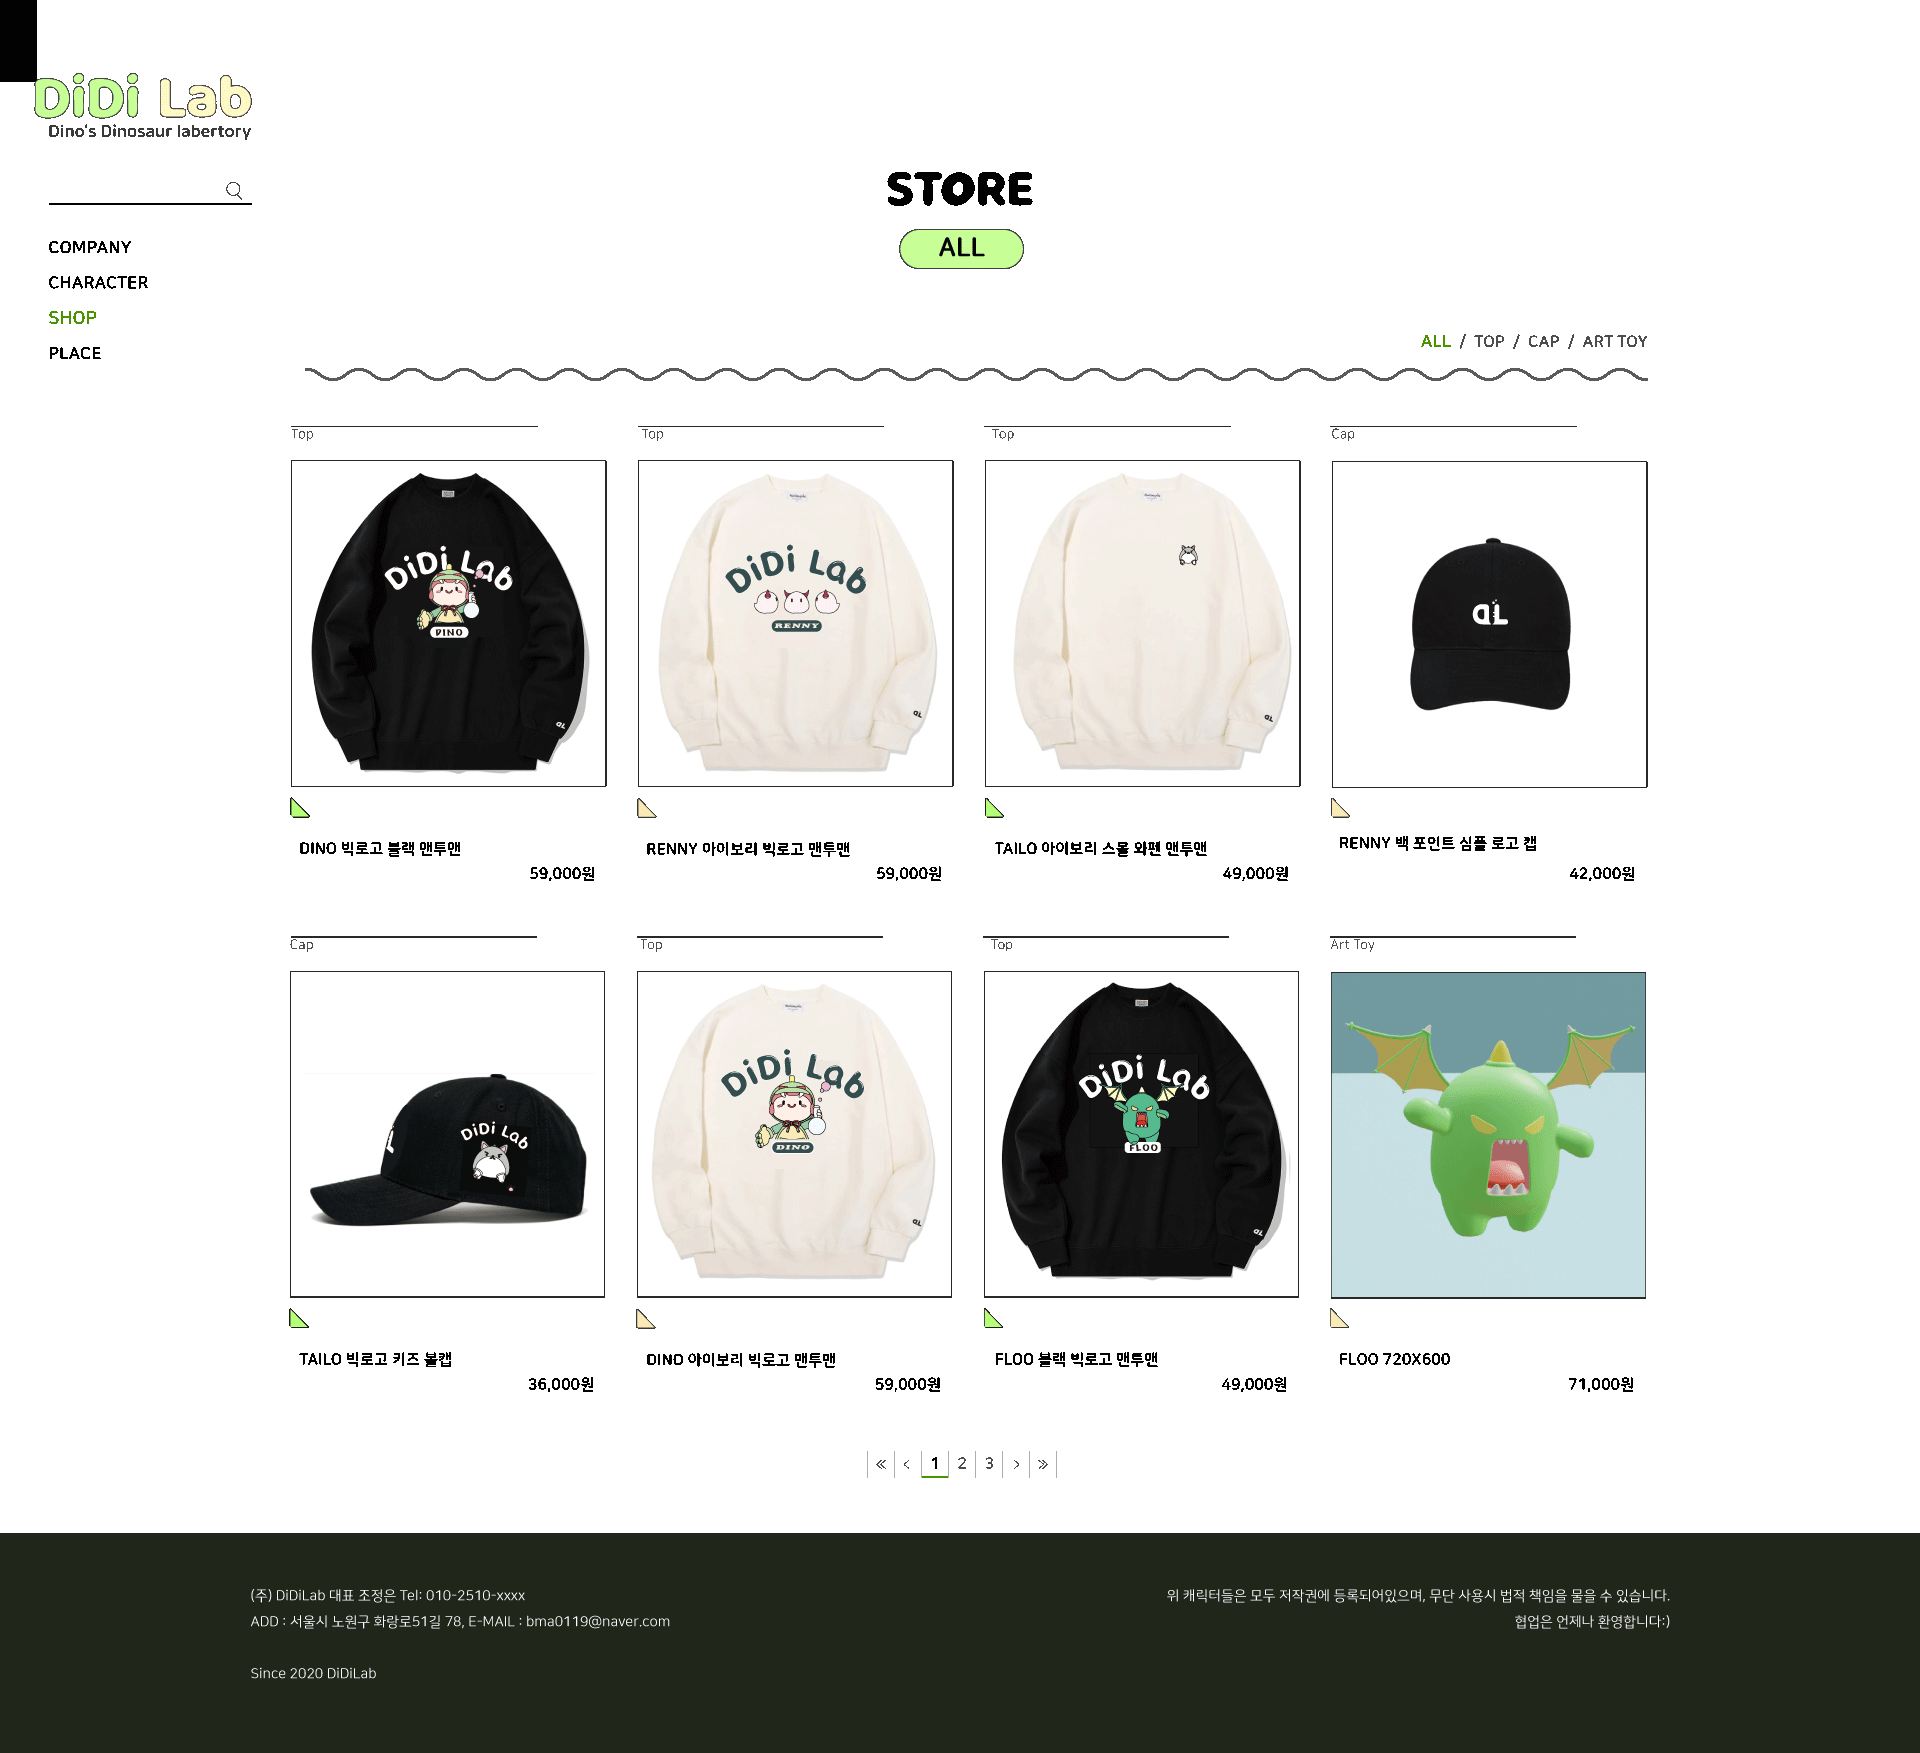 DiDi Lab
Dino's Dinosaur labertory
COMPANY
CHARACTER
SHOP
PLACE
STORE
ALL
ALL / TOP / CAP / ART TOY
Top
Top
Top
Cap
DiDi Lab
DINO
DiDi Lab
RENNY
DL
DINO 빅로고 블랙 맨투맨
59,000원
RENNY 아이보리 빅로고 맨투맨
59,000원
TAILO 아이보리 스몰 와펜 맨투맨
49,000원
RENNY 백 포인트 심플 로고 캡
42,000원
Cap
Top
Top
Art Toy
DiDi Lab
DiDi Lab
DINO
DiDi Lab
FLOO
TAILO 빅로고 키즈 볼캡
36,000원
DINO 아이보리 빅로고 맨투맨
59,000원
FLOO 블랙 빅로고 맨투맨
49,000원
FLOO 720X600
71,000원
« < 1 2 3 > »
(주) DiDiLab 대표 조정은 Tel: 010-2510-xxxx
ADD : 서울시 노원구 화랑로51길 78, E-MAIL : bma0119@naver.com
Since 2020 DiDiLab
위 캐릭터들은 모두 저작권에 등록되어있으며, 무단 사용시 법적 책임을 물을 수 있습니다.
협업은 언제나 환영합니다:)